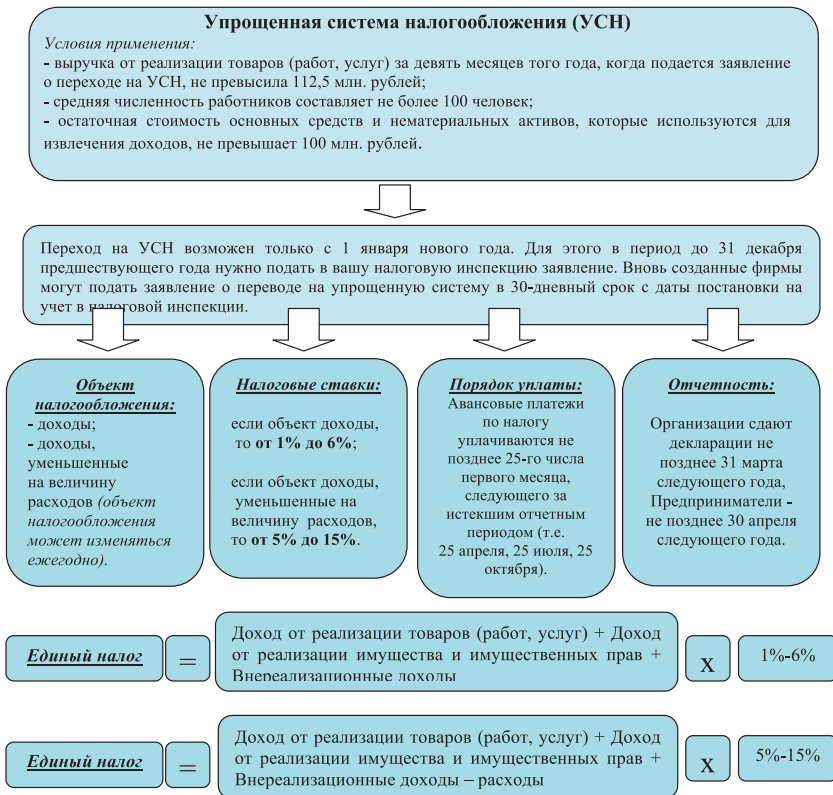 Упрощенная система налогообложения (УСН)
Условия применения:
- выручка от реализации товаров (работ, услуг) за девять месяцев того года, когда подается заявление
о переходе на УСН, не превысила 112,5 млн. рублей;
- средняя численность работников составляет не более 100 человек;
- остаточная стоимость основных средств и нематериальных активов, которые используются для
извлечения доходов, не превышает 100 млн. рублей.
Переход на УСН возможен только с 1 января нового года. Для этого в период до 31 декабря
предшествующего года нужно подать в вашу налоговую инспекцию заявление. Вновь созданные фирмы
могут подать заявление о переводе на упрощенную систему в 30-дневный срок с даты постановки на
учет в налоговой инспекции.
Объект
налогообложения:
- доходы;
- доходы,
уменьшенные
на величину
расходов (объект
налогообложения
может изменяться
ежегодно).
Налоговые ставки:
если объект доходы,
то от 1% до 6%;
если объект доходы,
уменьшенные на
величину расходов,
то от 5% до 15%.
Порядок уплаты:
Авансовые платежи
по налогу
уплачиваются не
позднее 25-го числа
первого месяца,
следующего за
истекшим отчетным
периодом (т.е.
25 апреля, 25 июля, 25
октября).
Отчетность:
Организации сдают
декларации не
позднее 31 марта
следующего года,
Предприниматели -
не позднее 30 апреля
следующего года.
Единый налог
=
Доход от реализации товаров (работ, услуг) + Доход
от реализации имущества и имущественных прав +
Внереализационные доходы
X
1%-6%
Единый налог
=
Доход от реализации товаров (работ, услуг) + Доход
от реализации имущества и имущественных прав +
Внереализационные доходы – расходы
X
5%-15%